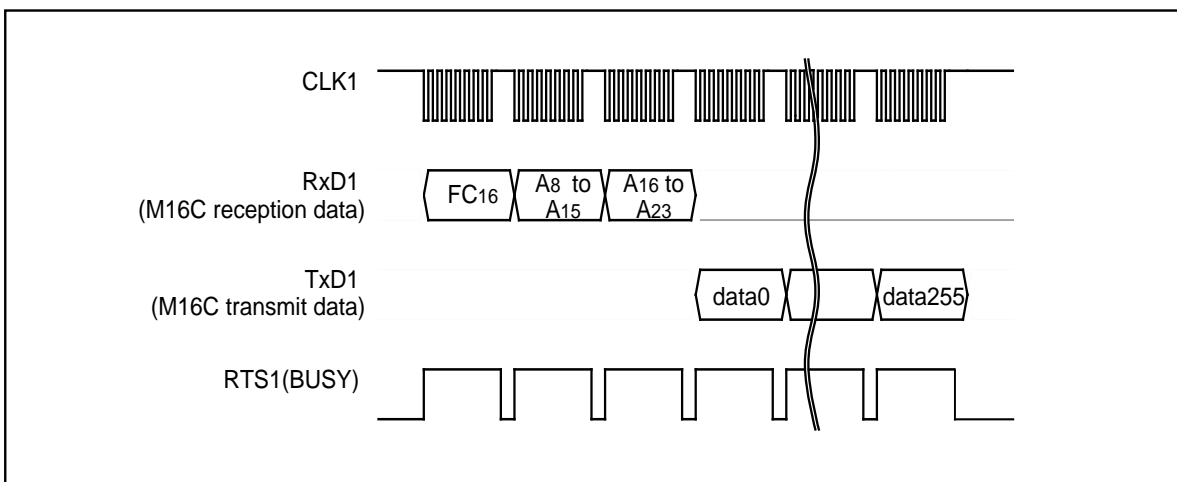 CLK1
RxD1
(M16C reception data)
FC16
A8 to
A15
A16 to
A23
TxD1
(M16C transmit data)
data0
data255
RTS1(BUSY)